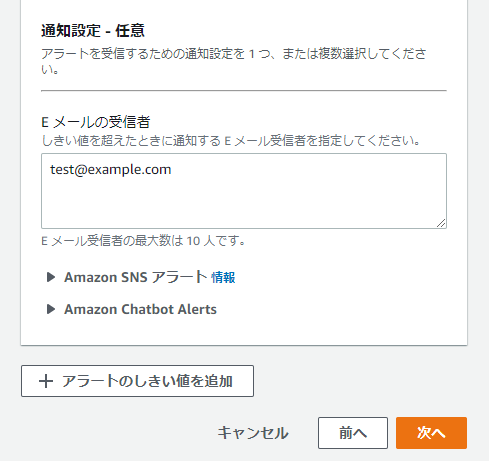 通知設定 - 任意
アラートを受信するための通知設定を 1 つ、または複数選択してくださ
い。
E メールの受信者
しきい値を超えたときに通知する E メール受信者を指定してください。
test@example.com
E メール受信者の最大数は 10 人です。
Amazon SNS アラート 情報
Amazon Chatbot Alerts
アラートのしきい値を追加
キャンセル 前へ 次へ